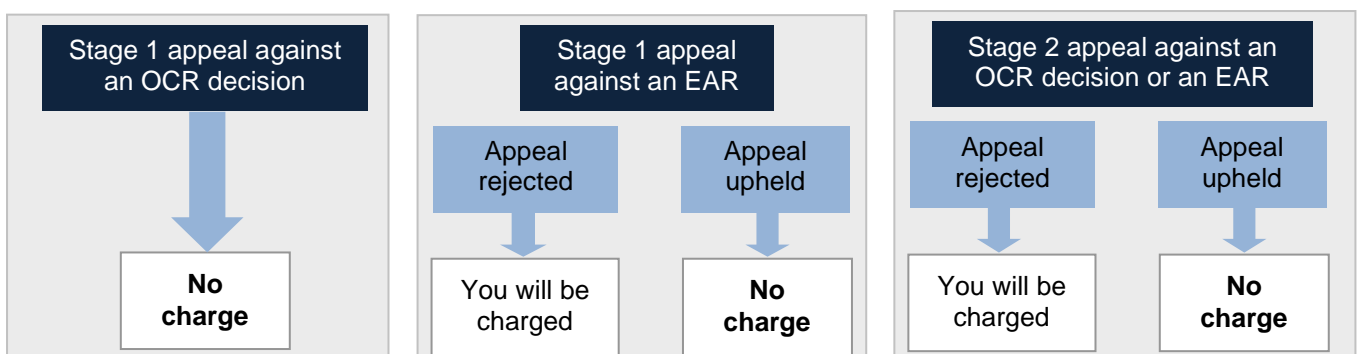 Stage 1 appeal against
an OCR decision
No
charge
Stage 1 appeal
against an EAR
Appeal
rejected
Appeal
upheld
You will be
charged
No
charge
Stage 2 appeal against an
OCR decision or an EAR
Appeal
rejected
Appeal
upheld
You will be
charged
No
charge